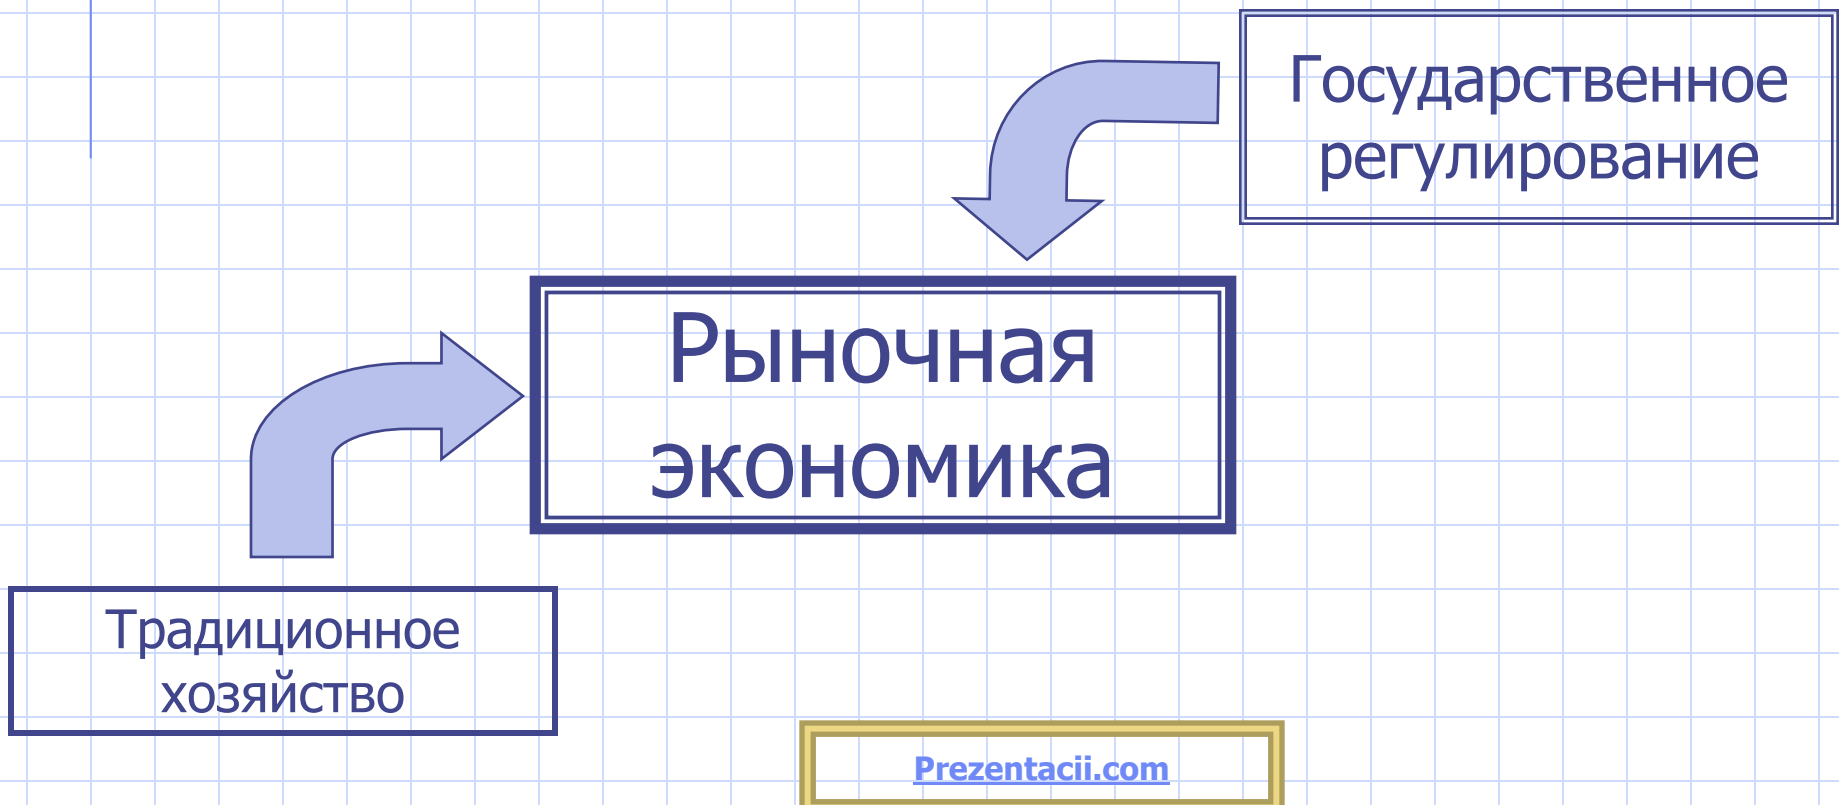 Государственное
регулирование
Рыночная
экономика
Традиционное
хозяйство
Prezentacii.com